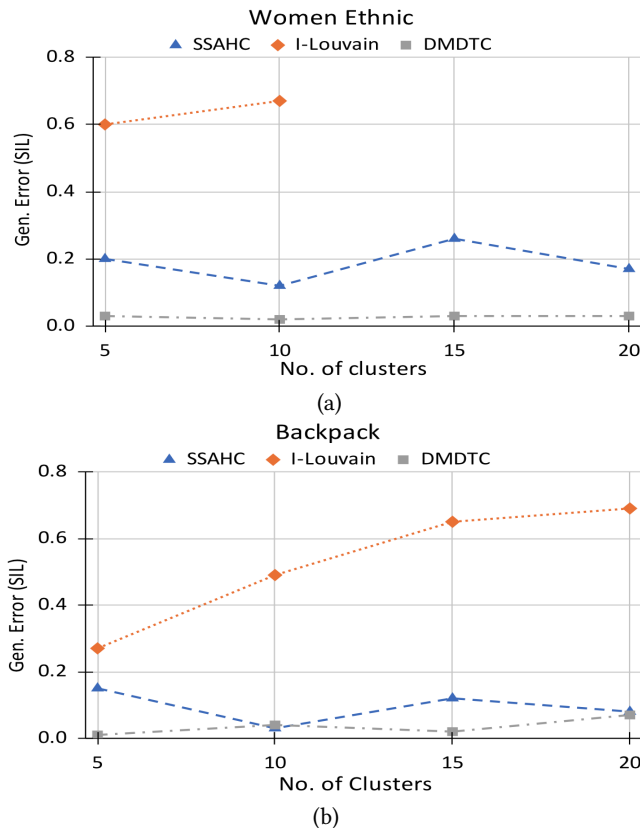 Women Ethnic
SSAHC I-Louvain DMDTC
0.8
0.6
0.4
0.2
0.0
Gen. Error (SIL)
5 10 15 20
No. of clusters
(a)
Backpack
SSAHC I-Louvain DMDTC
0.8
0.6
0.4
0.2
0.0
Gen. Error (SIL)
5 10 15 20
No. of Clusters
(b)